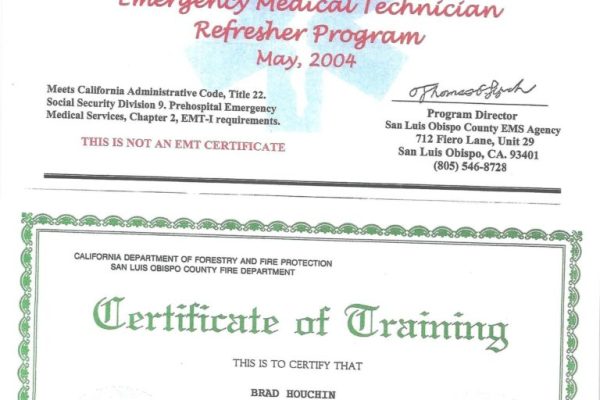 Emergency Medical Technician
Refresher Program
May, 2004
Meets California Administrative Code, Title 22.
Social Security Division 9. Prehospital Emergency
Medical Services, Chapter 2, EMT-I requirements.
THIS IS NOT AN EMT CERTIFICATE
Program Director
San Luis Obispo County EMS Agency
712 Fiero Lane, Unit 29
San Luis Obispo, CA. 93401
(805) 546-8728
CALIFORNIA DEPARTMENT OF FORESTRY AND FIRE PROTECTION
SAN LUIS OBISPO COUNTY FIRE DEPARTMENT
Certificate of Training
THIS IS TO CERTIFY THAT
BRAD HOUCHIN